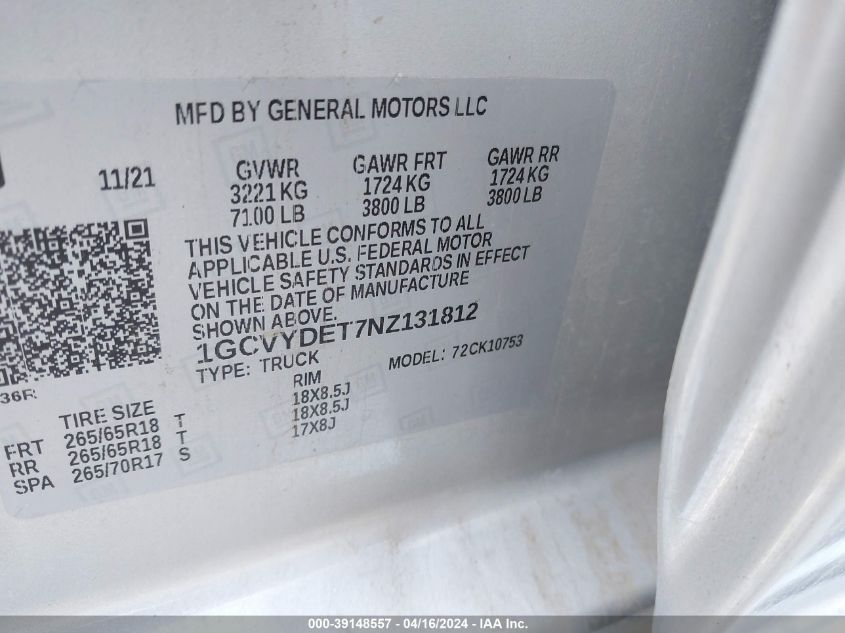 MFD BY GENERAL MOTORS LLC
11/21
GVWR
3221 KG
7100 LB
GAWR FRT
1724 KG
3800 LB
GAWR RR
1724 KG
3800 LB
THIS VEHICLE CONFORMS TO ALL
APPLICABLE U.S. FEDERAL MOTOR
VEHICLE SAFETY STANDARDS IN EFFECT
ON THE DATE OF MANUFACTURE
SHOWN ABOVE.
1GCVYDET7NZ131812
TYPE: TRUCK MODEL: 72CK10753
36R
TIRE SIZE RIM
FRT 265/65R18 T 18X8.5J
RR 265/65R18 T 18X8.5J
SPA 265/70R17 S 17X8J
000-39148557 - 04/16/2024 - IAA Inc.